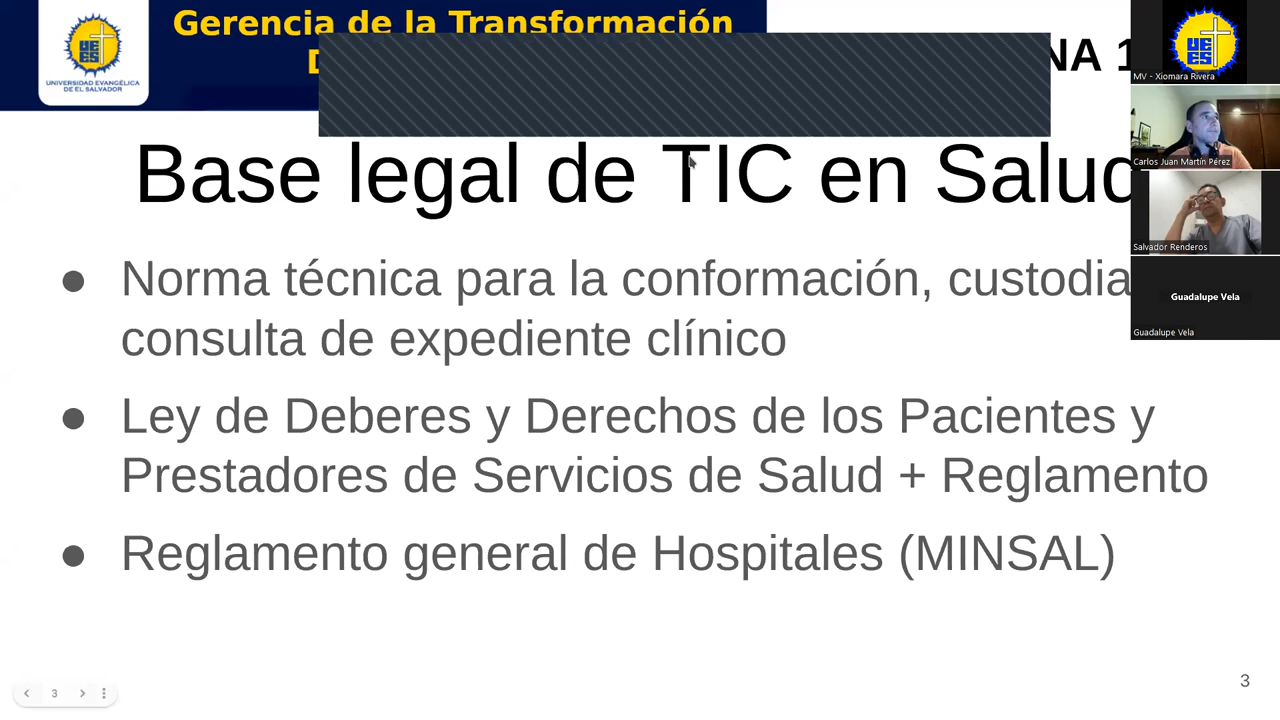 Gerencia de la Transformación
NA 1
UEES
UNIVERSIDAD EVANGÉLICA
DE EL SALVADOR
Base legal de TIC en Salud
● Norma técnica para la conformación, custodia
consulta de expediente clínico
● Ley de Deberes y Derechos de los Pacientes y
Prestadores de Servicios de Salud + Reglamento
● Reglamento general de Hospitales (MINSAL)
3
3
UEES
MV - Xiomara Rivera
Carlos Juan Martín Pérez
Salvador Renderos
Guadalupe Vela
Guadalupe Vela